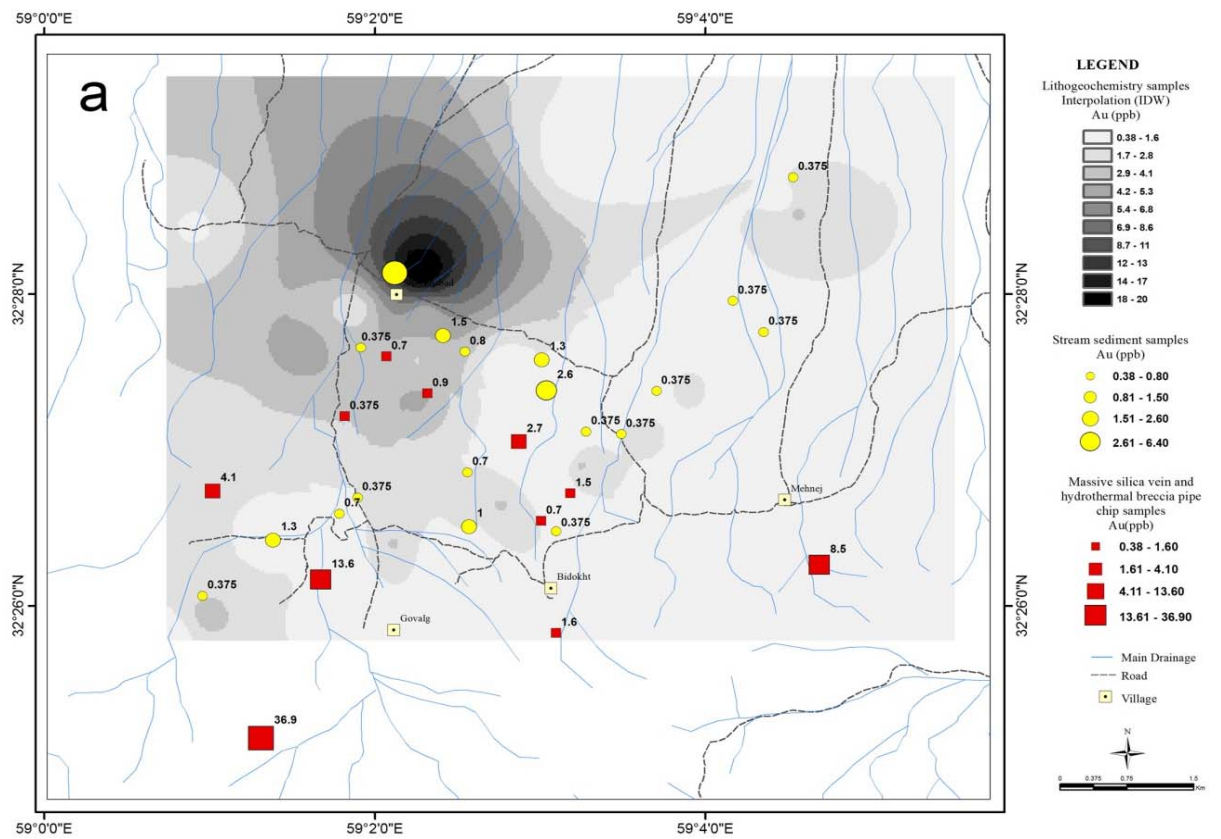 59°0'0"E 59°2'0"E 59°4'0"E
a
0.375
32°28'0"N 32°28'0"N
0.375
0.375
1.5
0.375
0.8
0.7
1.3
2.6
0.375
0.9
0.375
0.375
0.375
2.7
0.7
4.1
1.5
Mehnej
0.375
0.7
0.7
1
0.375
1.3
8.5
13.6
Bidokht
0.375
32°26'0"N 32°26'0"N
Govalg
1.6
36.9
59°0'0"E 59°2'0"E 59°4'0"E
LEGEND
Lithogeochemistry samples
Interpolation (IDW)
Au (ppb)
0.38 - 1.6
1.7 - 2.8
2.9 - 4.1
4.2 - 5.3
5.4 - 6.8
6.9 - 8.6
8.7 - 11
12 - 13
14 - 17
18 - 20
Stream sediment samples
Au (ppb)
0.38 - 0.80
0.81 - 1.50
1.51 - 2.60
2.61 - 6.40
Massive silica vein and
hydrothermal breccia pipe
chip samples
Au(ppb)
0.38 - 1.60
1.61 - 4.10
4.11 - 13.60
13.61 - 36.90
Main Drainage
Road
Village
N
0 0.375 0.75 1.5
Km